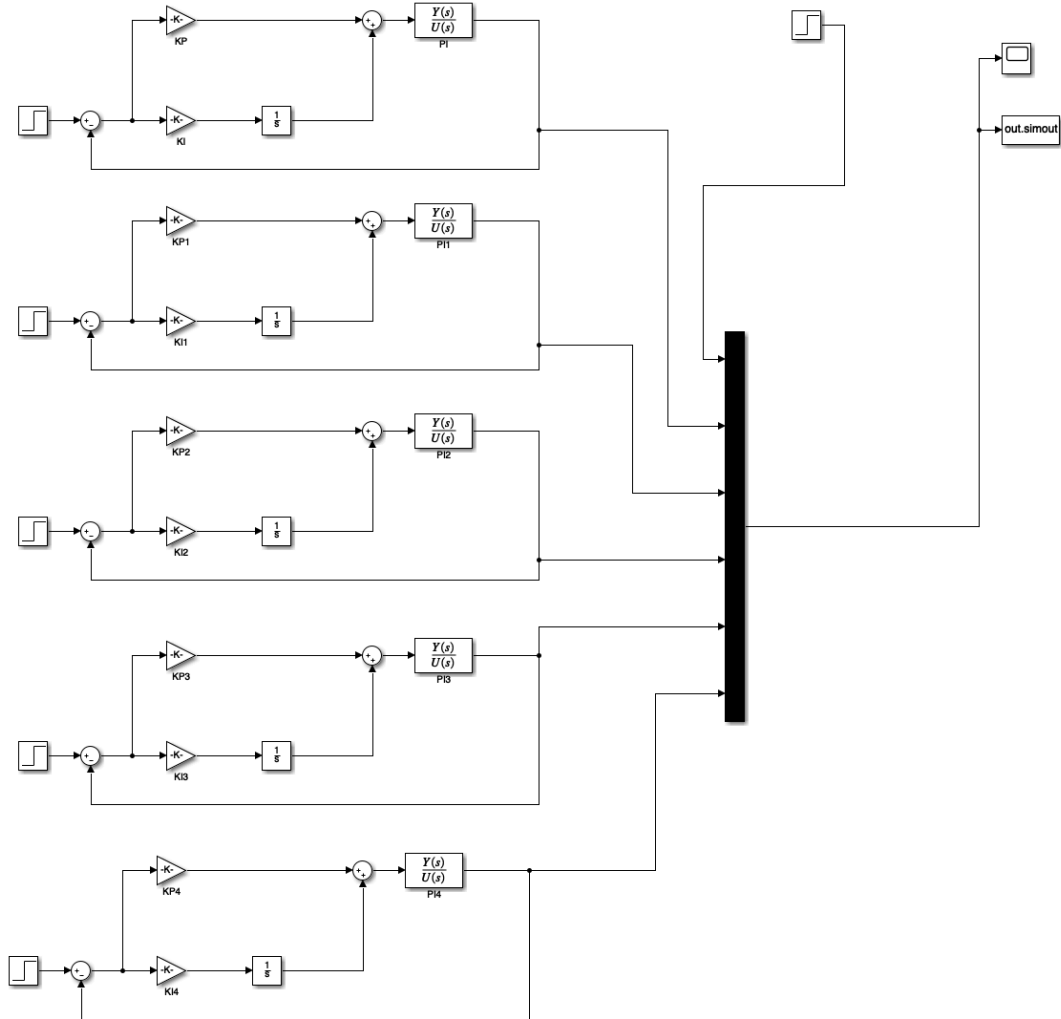 -K-
KP
+
+
Y(s)
U(s)
PI
+
−
-K-
KI
1
s
out.simout
-K-
KP1
+
+
Y(s)
U(s)
PI1
+
−
-K-
KI1
1
s
-K-
KP2
+
+
Y(s)
U(s)
PI2
+
−
-K-
KI2
1
s
-K-
KP3
+
+
Y(s)
U(s)
PI3
+
−
-K-
KI3
1
s
-K-
KP4
+
+
Y(s)
U(s)
PI4
+
−
-K-
KI4
1
s